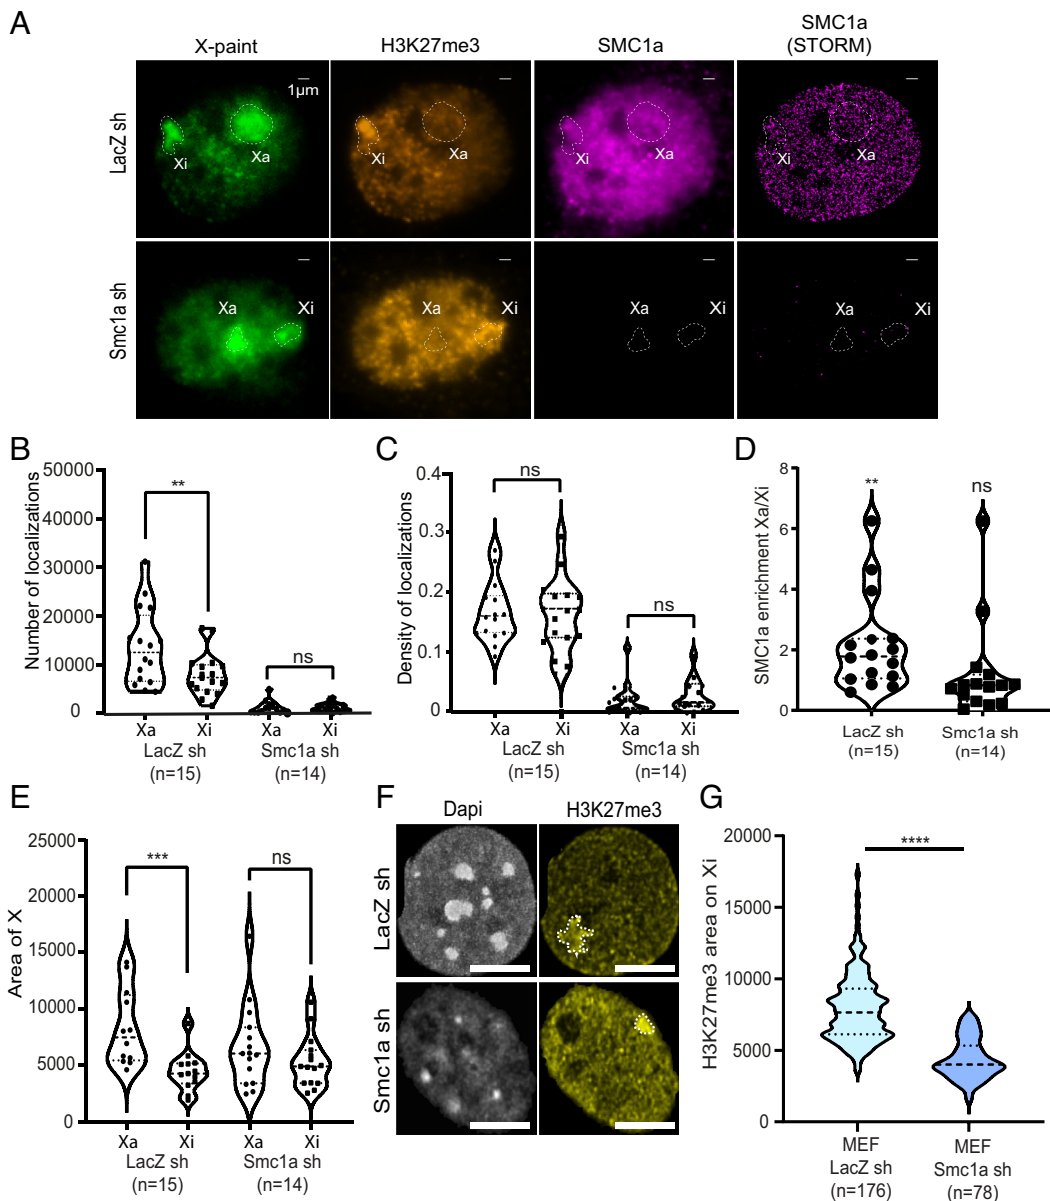 A
X-paint
H3K27me3
SMC1a
SMC1a
(STORM)
LacZ sh
1µm
Xi
Xa
Xi
Xa
Xi
Xa
Xi
Xa
Smc1a sh
Xa
Xi
Xa
Xi
Xa
Xi
Xa
Xi
B
Number of localizations
50000
40000
30000
20000
10000
0
**
ns
Xa
Xi
Xa
Xi
LacZ sh
Smc1a sh
(n=15)
(n=14)
C
Density of localizations
0.4
0.3
0.2
0.1
0
ns
ns
Xa
Xi
Xa
Xi
LacZ sh
Smc1a sh
(n=15)
(n=14)
D
SMC1a enrichment Xa/Xi
8
6
4
2
0
**
ns
LacZ sh
Smc1a sh
(n=15)
(n=14)
E
Area of X
25000
20000
15000
10000
5000
0
***
ns
Xa
Xi
Xa
Xi
LacZ sh
Smc1a sh
(n=15)
(n=14)
F
Dapi
H3K27me3
LacZ sh
Smc1a sh
G
H3K27me3 area on Xi
20000
15000
10000
5000
0
****
MEF
MEF
LacZ sh
Smc1a sh
(n=176)
(n=78)